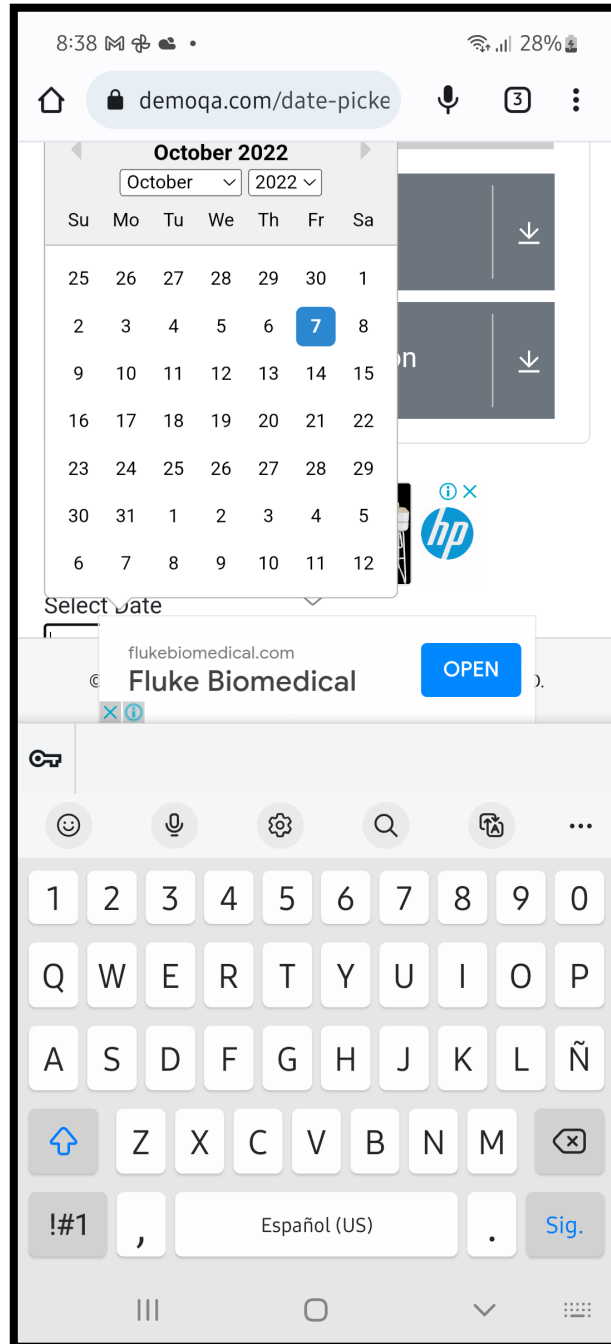 8:38 28%
demoqa.com/date-picke 3
October 2022
October 2022
Su Mo Tu We Th Fr Sa
25 26 27 28 29 30 1
2 3 4 5 6 7 8
9 10 11 12 13 14 15
on
16 17 18 19 20 21 22
23 24 25 26 27 28 29
30 31 1 2 3 4 5
hp
6 7 8 9 10 11 12
Select Date
flukebiomedical.com
Fluke Biomedical
OPEN
©
Sig.
1 2 3 4 5 6 7 8 9 0
Q W E R T Y U I O P
A S D F G H J K L Ñ
Z X C V B N M
!#1 , Español (US) .